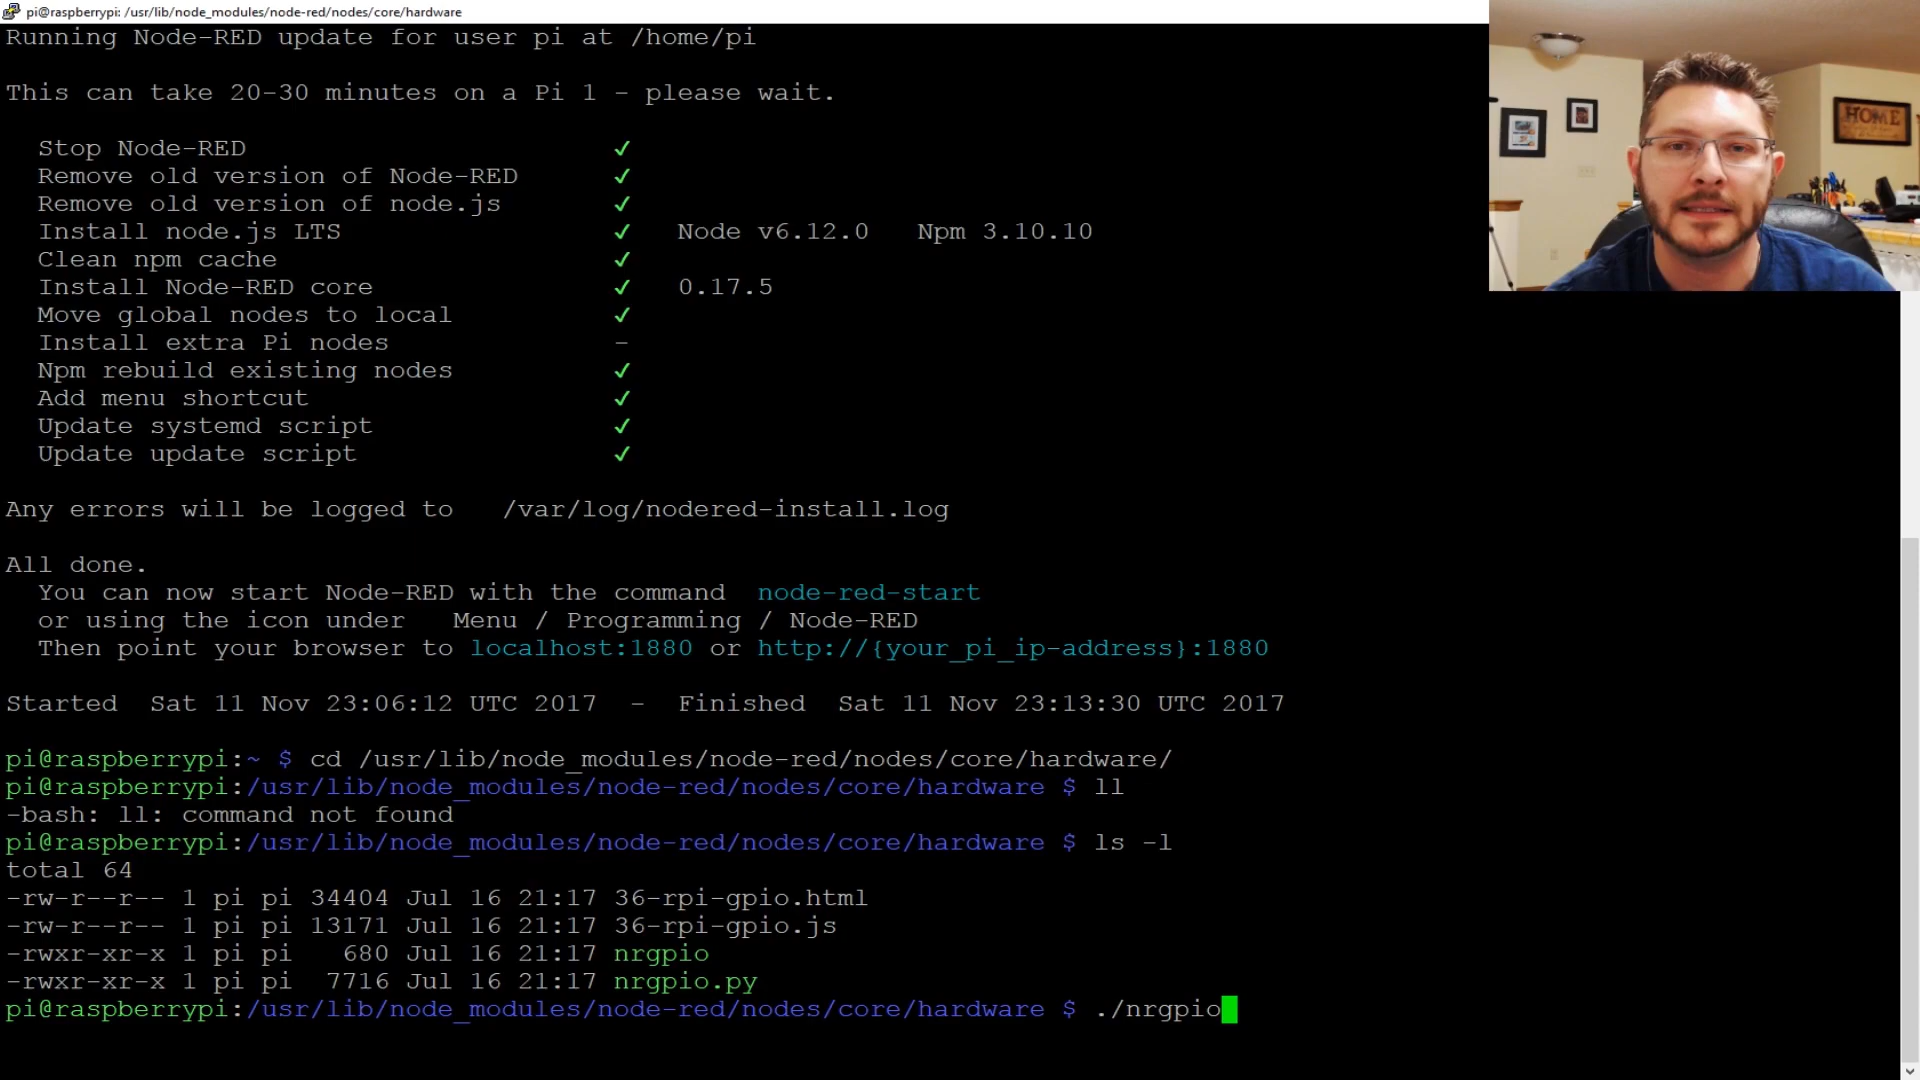 pi@raspberrypi: /usr/lib/node_modules/node-red/nodes/core/hardware
Running Node-RED update for user pi at /home/pi
This can take 20-30 minutes on a Pi 1 - please wait.
Stop Node-RED ✓
Remove old version of Node-RED ✓
Remove old version of node.js ✓
Install node.js LTS ✓ Node v6.12.0 Npm 3.10.10
Clean npm cache ✓
Install Node-RED core ✓ 0.17.5
Move global nodes to local ✓
Install extra Pi nodes -
Npm rebuild existing nodes ✓
Add menu shortcut ✓
Update systemd script ✓
Update update script ✓
Any errors will be logged to /var/log/nodered-install.log
All done.
You can now start Node-RED with the command node-red-start
or using the icon under Menu / Programming / Node-RED
Then point your browser to localhost:1880 or http://{your_pi_ip-address}:1880
Started Sat 11 Nov 23:06:12 UTC 2017 - Finished Sat 11 Nov 23:13:30 UTC 2017
pi@raspberrypi:~ $ cd /usr/lib/node_modules/node-red/nodes/core/hardware/
pi@raspberrypi:/usr/lib/node_modules/node-red/nodes/core/hardware $ ll
-bash: ll: command not found
pi@raspberrypi:/usr/lib/node_modules/node-red/nodes/core/hardware $ ls -l
total 64
-rw-r--r-- 1 pi pi 34404 Jul 16 21:17 36-rpi-gpio.html
-rw-r--r-- 1 pi pi 13171 Jul 16 21:17 36-rpi-gpio.js
-rwxr-xr-x 1 pi pi 680 Jul 16 21:17 nrgpio
-rwxr-xr-x 1 pi pi 7716 Jul 16 21:17 nrgpio.py
pi@raspberrypi:/usr/lib/node_modules/node-red/nodes/core/hardware $ ./nrgpio
HOME